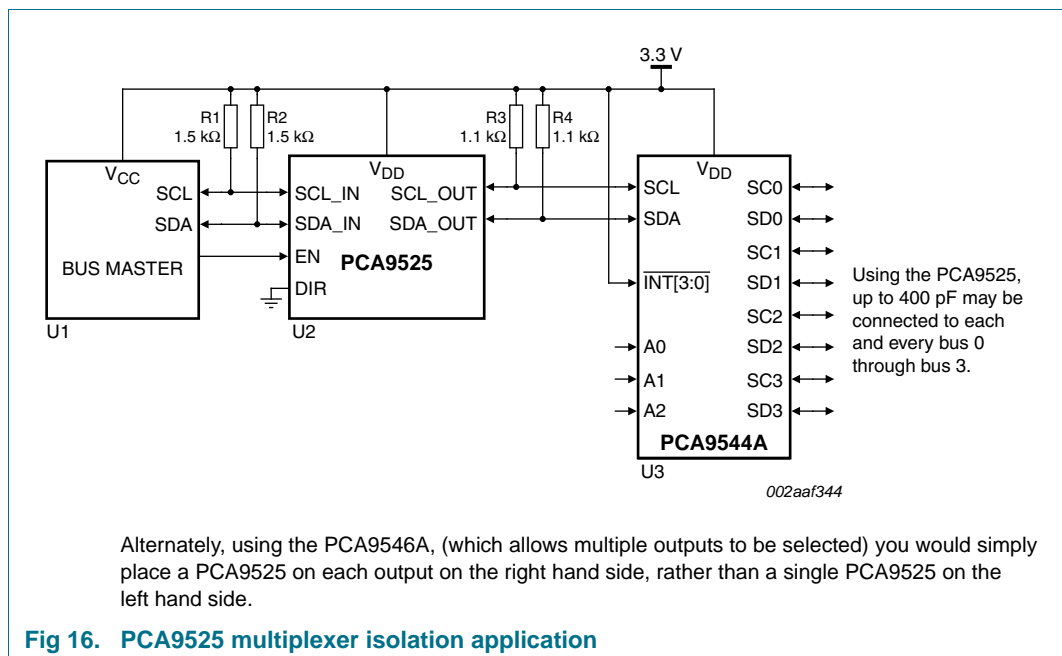 3.3 V
R1
1.5 kΩ
R2
1.5 kΩ
R3
1.1 kΩ
R4
1.1 kΩ
VCC
SCL
SDA
BUS MASTER
U1
VDD
SCL_IN
SCL_OUT
SDA_IN
SDA_OUT
EN
PCA9525
DIR
U2
VDD
SCL
SC0
SDA
SD0
SC1
INT[3:0]
SD1
SC2
A0
SD2
A1
SC3
A2
SD3
PCA9544A
U3
Using the PCA9525,
up to 400 pF may be
connected to each
and every bus 0
through bus 3.
002aaf344
Alternately, using the PCA9546A, (which allows multiple outputs to be selected) you would simply
place a PCA9525 on each output on the right hand side, rather than a single PCA9525 on the
left hand side.
Fig 16. PCA9525 multiplexer isolation application